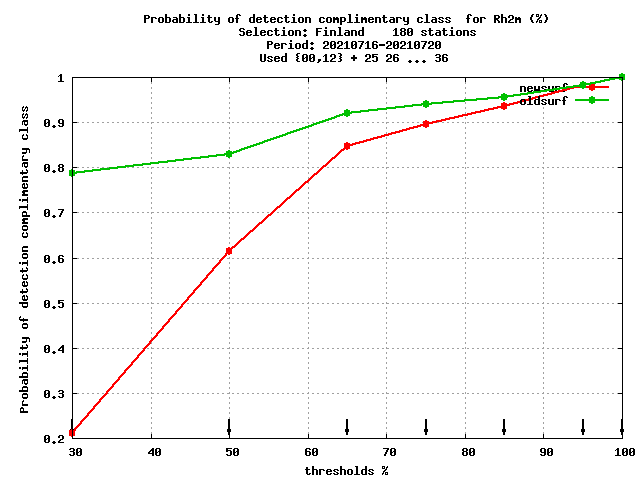 Probability of detection complimentary class  for Rh2m (%)
Selection: Finland    180 stations
Period: 20210716-20210720
Used {00,12} + 25 26 ... 36
Probability of detection complimentary class
1
0.9
0.8
0.7
0.6
0.5
0.4
0.3
0.2
newsurf
oldsurf
30 40 50 60 70 80 90 100
thresholds %